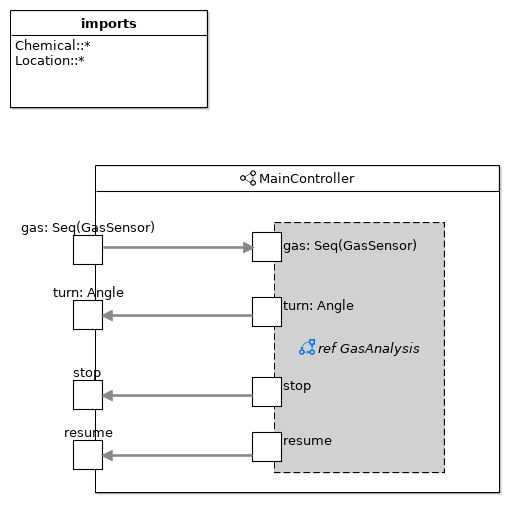 imports
Chemical::*
Location::*
MainController
gas: Seq(GasSensor)
gas: Seq(GasSensor)
turn: Angle
turn: Angle
ref GasAnalysis
stop
stop
resume
resume